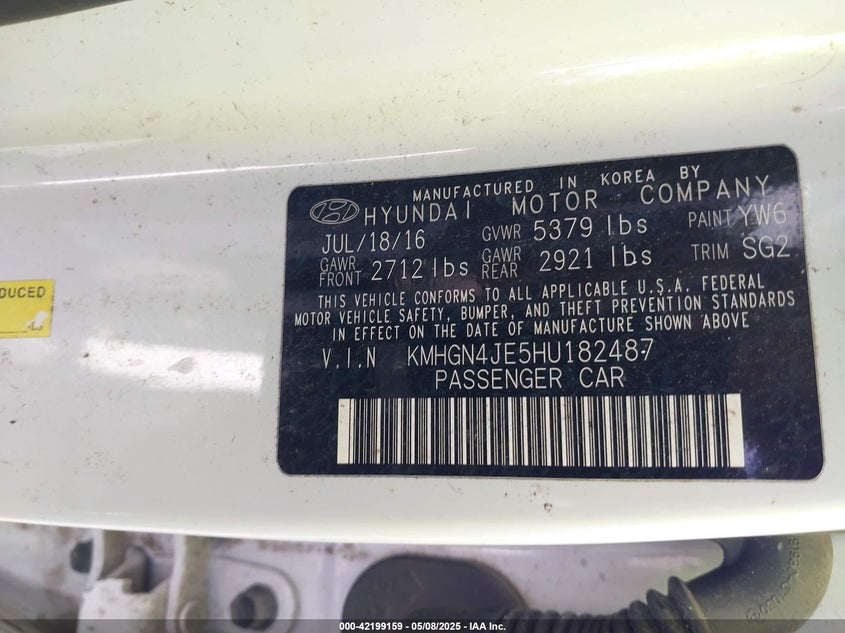 MANUFACTURED IN KOREA BY
HYUNDAI MOTOR COMPANY
JUL/18/16 GVWR 5379 lbs PAINT YW6
GAWR FRONT 2712 lbs GAWR REAR 2921 lbs TRIM SG2
THIS VEHICLE CONFORMS TO ALL APPLICABLE U.S.A. FEDERAL
MOTOR VEHICLE SAFETY, BUMPER, AND THEFT PREVENTION STANDARDS
IN EFFECT ON THE DATE OF MANUFACTURE SHOWN ABOVE
V.I.N KMHGN4JE5HU182487
PASSENGER CAR
DUCED
000-42199159 - 05/08/2025 - IAA Inc.